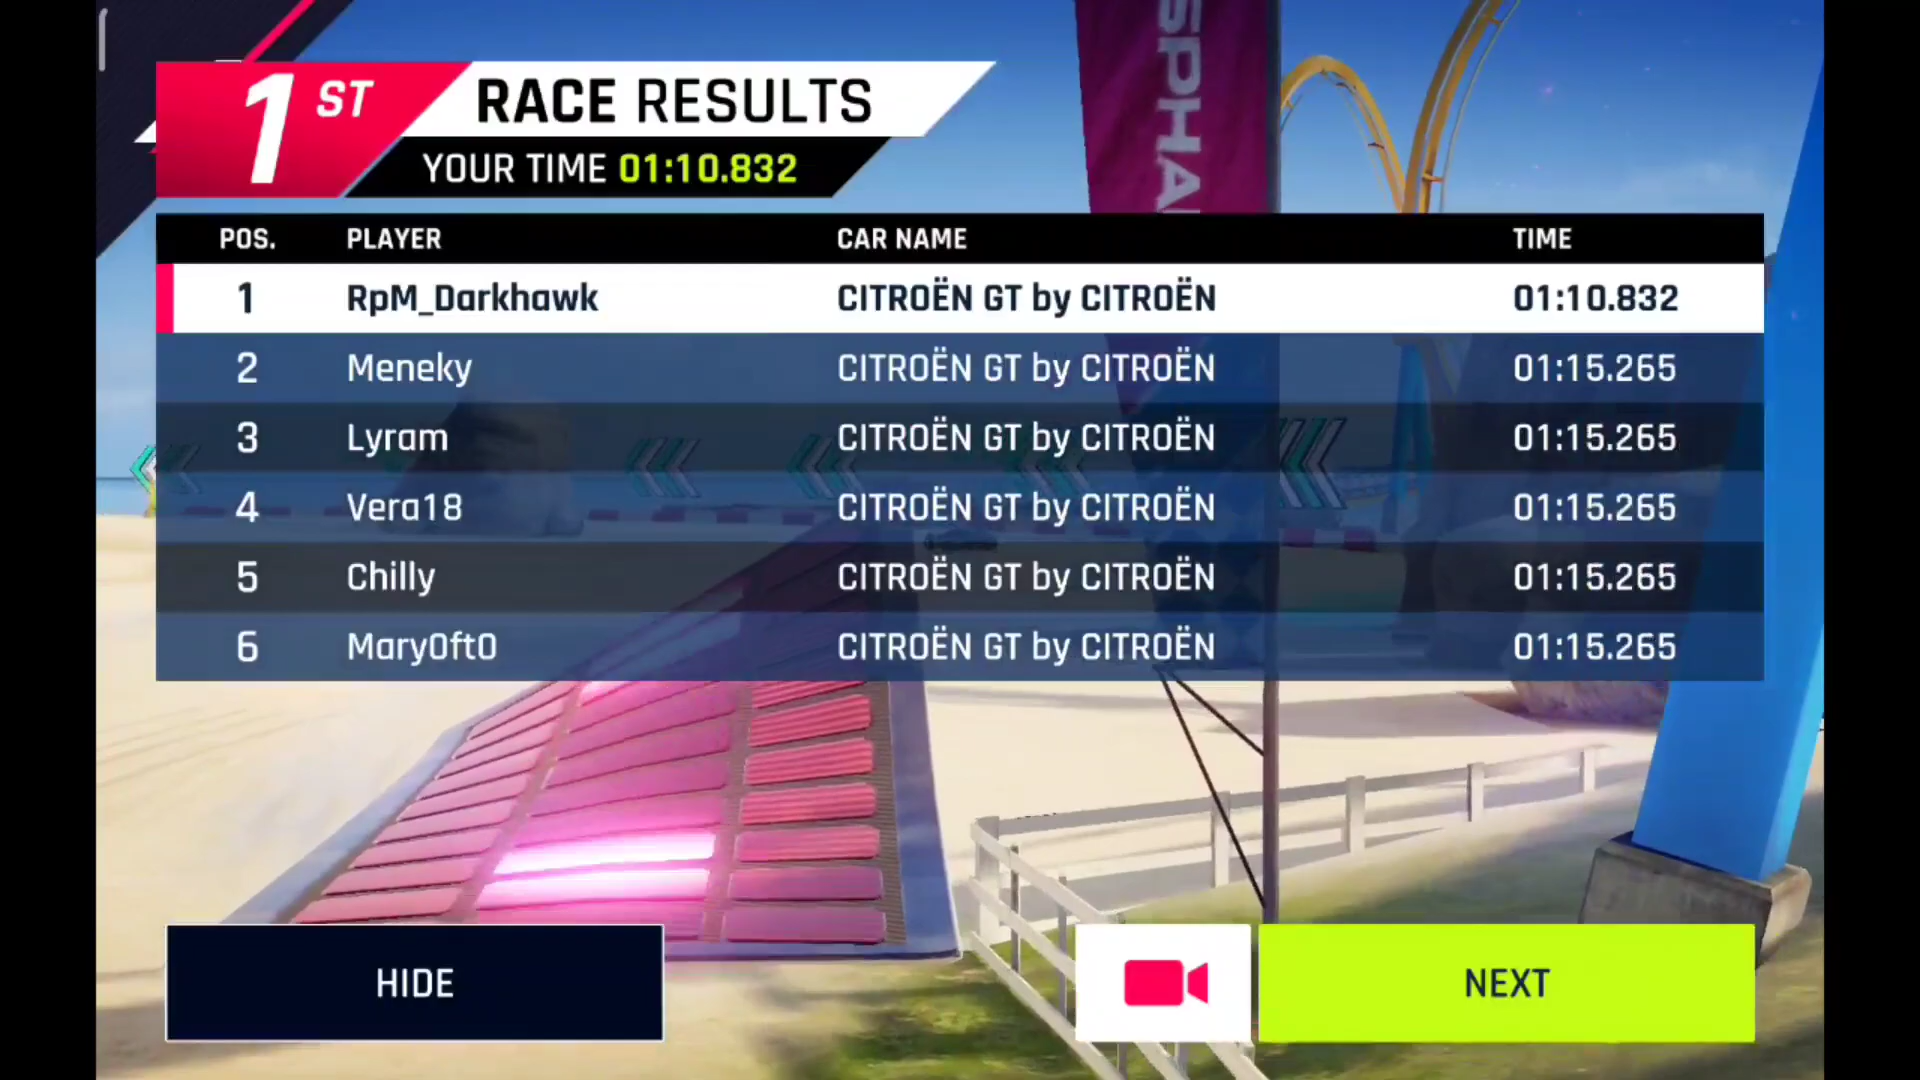 SPHA
1 ST
RACE RESULTS
YOUR TIME 01:10.832
POS. PLAYER CAR NAME TIME
1 RpM_Darkhawk CITROËN GT by CITROËN 01:10.832
2 Meneky CITROËN GT by CITROËN 01:15.265
3 Lyram CITROËN GT by CITROËN 01:15.265
4 Vera18 CITROËN GT by CITROËN 01:15.265
5 Chilly CITROËN GT by CITROËN 01:15.265
6 Mary0ft0 CITROËN GT by CITROËN 01:15.265
HIDE
NEXT